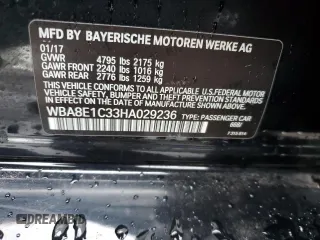 MFD BY BAYERISCHE MOTOREN WERKE AG
01/17
GVWR 4795 lbs 2175 kg
GAWR FRONT 2240 lbs 1016 kg
GAWR REAR 2776 lbs 1259 kg
THIS VEHICLE CONFORMS TO ALL APPLICABLE U.S. FEDERAL MOTOR
VEHICLE SAFETY, BUMPER, AND THEFT PREVENTION STANDARDS
IN EFFECT ON THE DATE OF MANUFACTURE SHOWN ABOVE.
WBA8E1C33HA029236 TYPE: PASSENGER CAR
DREAMBID